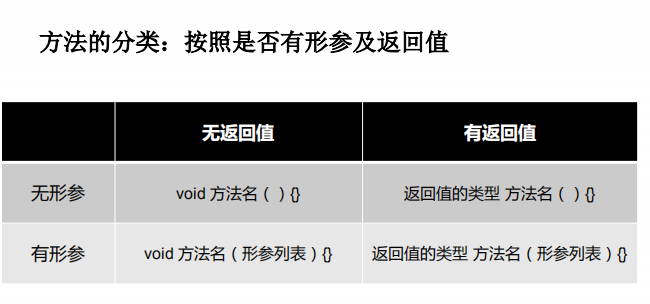 方法的分类：按照是否有形参及返回值
无返回值 有返回值
无形参 void 方法名（ ）{} 返回值的类型 方法名（ ）{}
有形参 void 方法名（形参列表）{} 返回值的类型 方法名（形参列表）{}